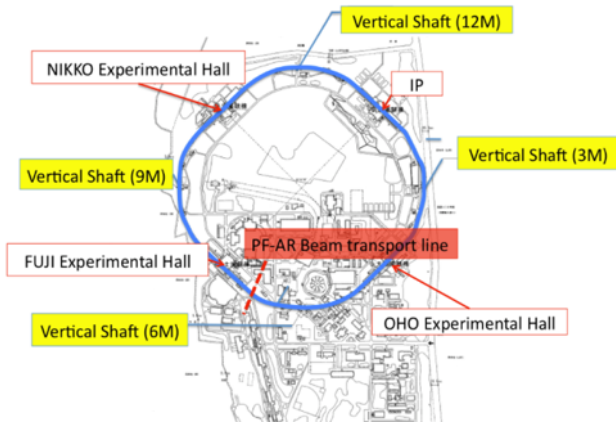 Vertical Shaft (12M)
NIKKO Experimental Hall
IP
Vertical Shaft (3M)
Vertical Shaft (9M)
PF-AR Beam transport line
FUJI Experimental Hall
OHO Experimental Hall
Vertical Shaft (6M)